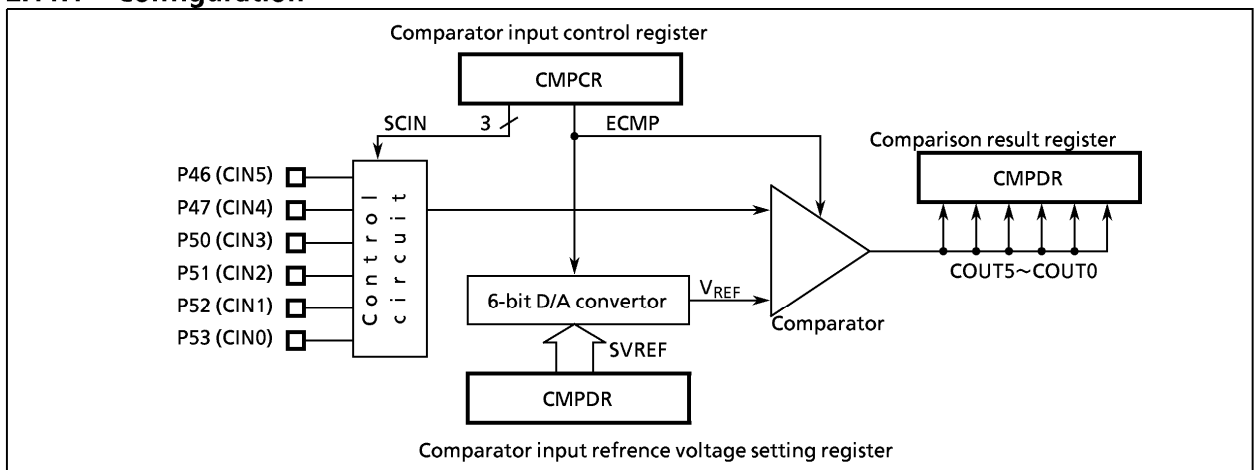 Comparator input control register
CMPCR
SCIN
3
ECMP
Comparison result register
CMPDR
P46 (CIN5)
P47 (CIN4)
P50 (CIN3)
P51 (CIN2)
P52 (CIN1)
P53 (CIN0)
Control
circuit
COUT5~COUT0
6-bit D/A convertor
VREF
Comparator
SVREF
CMPDR
Comparator input refrence voltage setting register